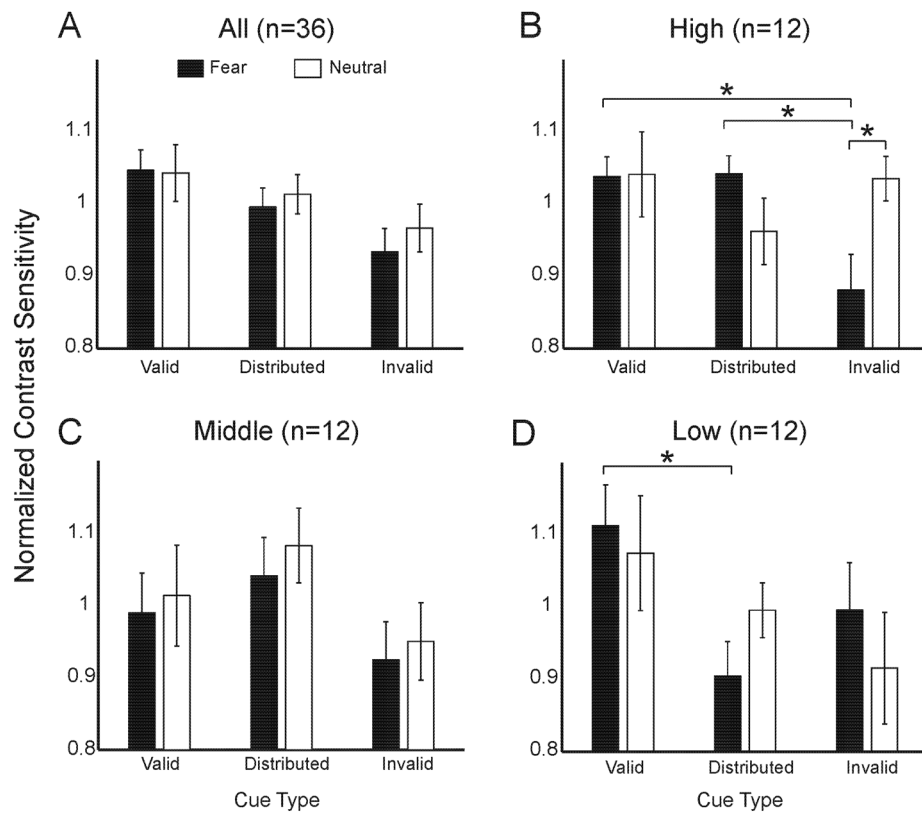 A
All (n=36)
Fear
Neutral
1.1
1
0.9
0.8
Valid
Distributed
Invalid
B
High (n=12)
*
*
*
1.1
1
0.9
0.8
Valid
Distributed
Invalid
Normalized Contrast Sensitivity
C
Middle (n=12)
1.1
1
0.9
0.8
Valid
Distributed
Invalid
Cue Type
D
Low (n=12)
*
1.1
1
0.9
0.8
Valid
Distributed
Invalid
Cue Type